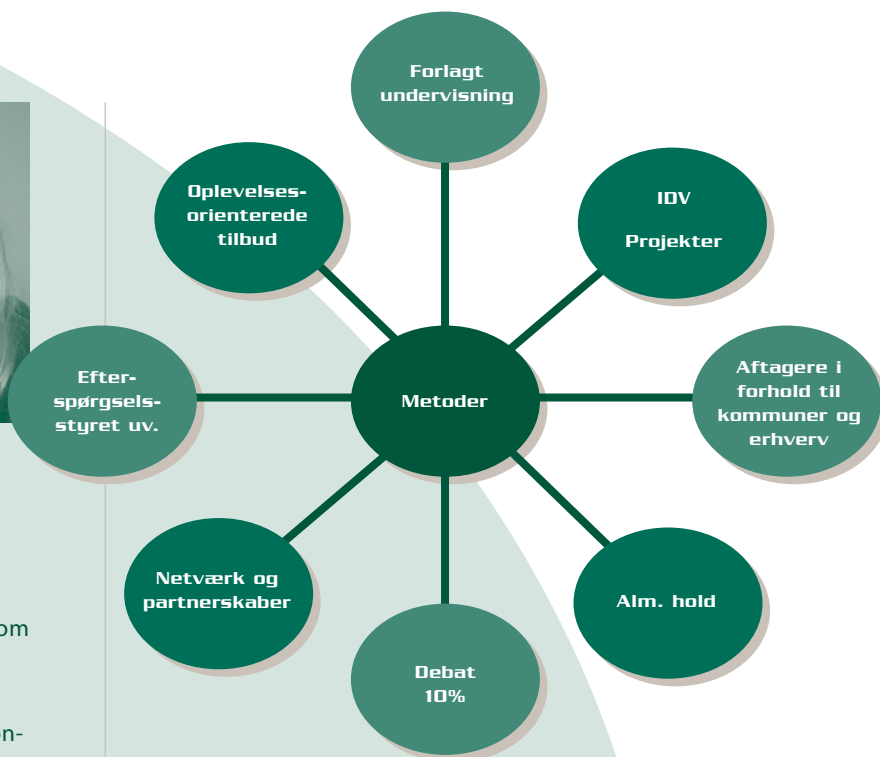 Forlagt
undervisning
Oplevelses-
orienterede
tilbud
IDV
Projekter
Efter-
spørgsels-
styret uv.
Metoder
Aftagere i
forhold til
kommuner og
erhverv
Netværk og
partnerskaber
Alm. hold
Debat
10%
om
on-